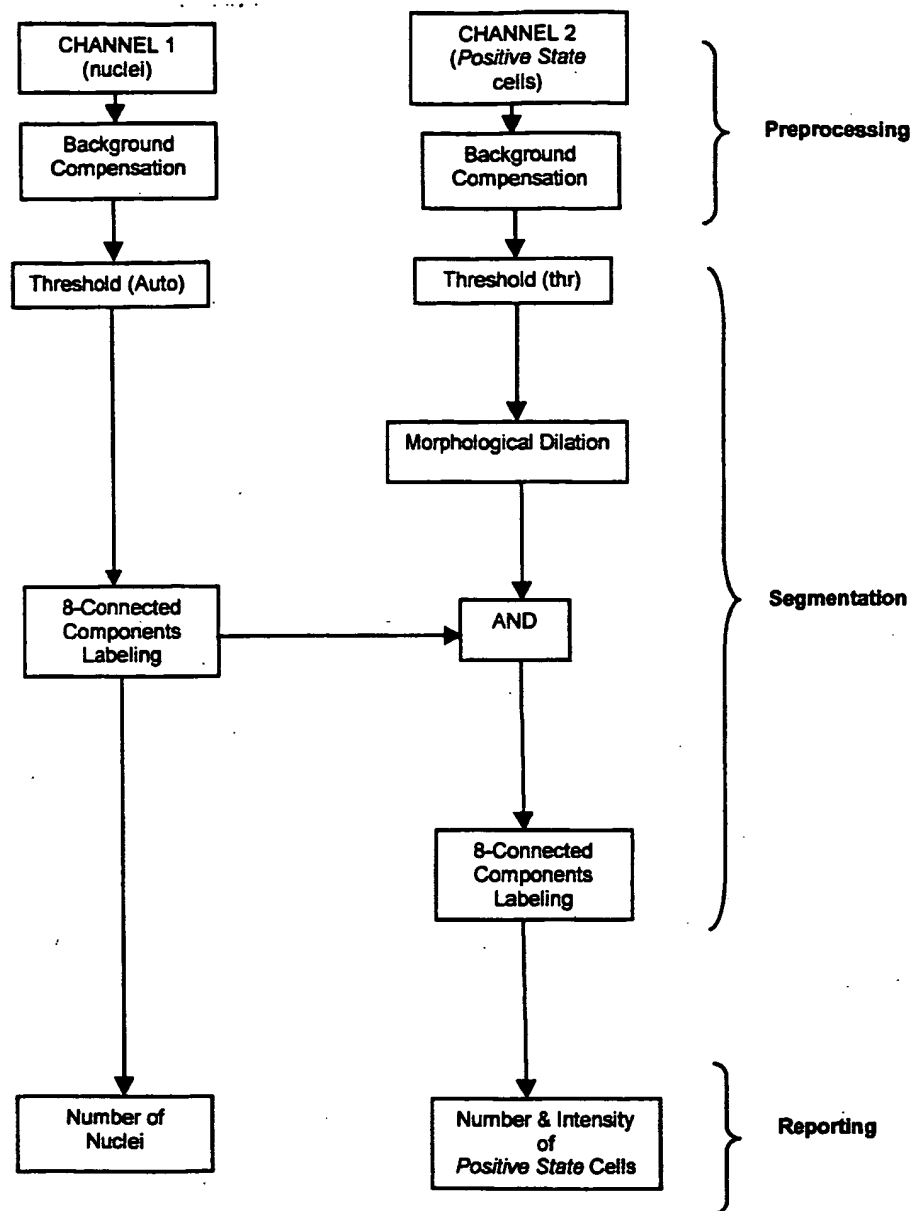 CHANNEL 1
(nuclei)
CHANNEL 2
(Positive State
cells)
Background
Compensation
Background
Compensation
Preprocessing
Threshold (Auto)
Threshold (thr)
Morphological Dilation
8-Connected
Components
Labeling
AND
Segmentation
8-Connected
Components
Labeling
Number of
Nuclei
Number & Intensity
of
Positive State Cells
Reporting